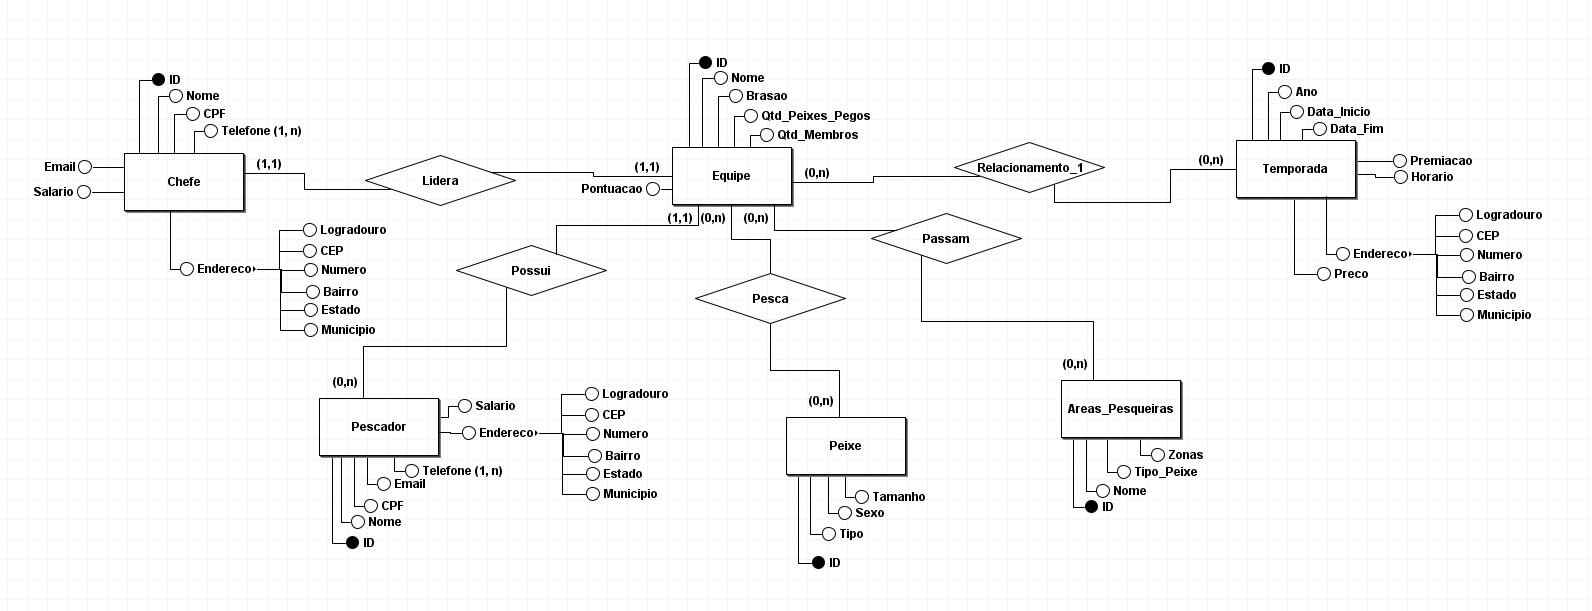 ID
Nome
CPF
Telefone (1, n)
Email
Salario
Chefe
(1,1)
Endereco
Logradouro
CEP
Numero
Bairro
Estado
Municipio
Lidera
ID
Nome
Brasao
Qtd_Peixes_Pegos
Qtd_Membros
(1,1)
Pontuacao
Equipe
(0,n)
(1,1)
(0,n)
(0,n)
Relacionamento_1
(0,n)
ID
Ano
Data_Inicio
Data_Fim
Temporada
Premiacao
Horario
Endereco
Preco
Logradouro
CEP
Numero
Bairro
Estado
Municipio
Possui
Pesca
Passam
(0,n)
Pescador
Salario
Endereco
Logradouro
CEP
Numero
Bairro
Estado
Municipio
Telefone (1, n)
Email
CPF
Nome
ID
(0,n)
Peixe
Tamanho
Sexo
Tipo
ID
(0,n)
Areas_Pesqueiras
Zonas
Tipo_Peixe
Nome
ID